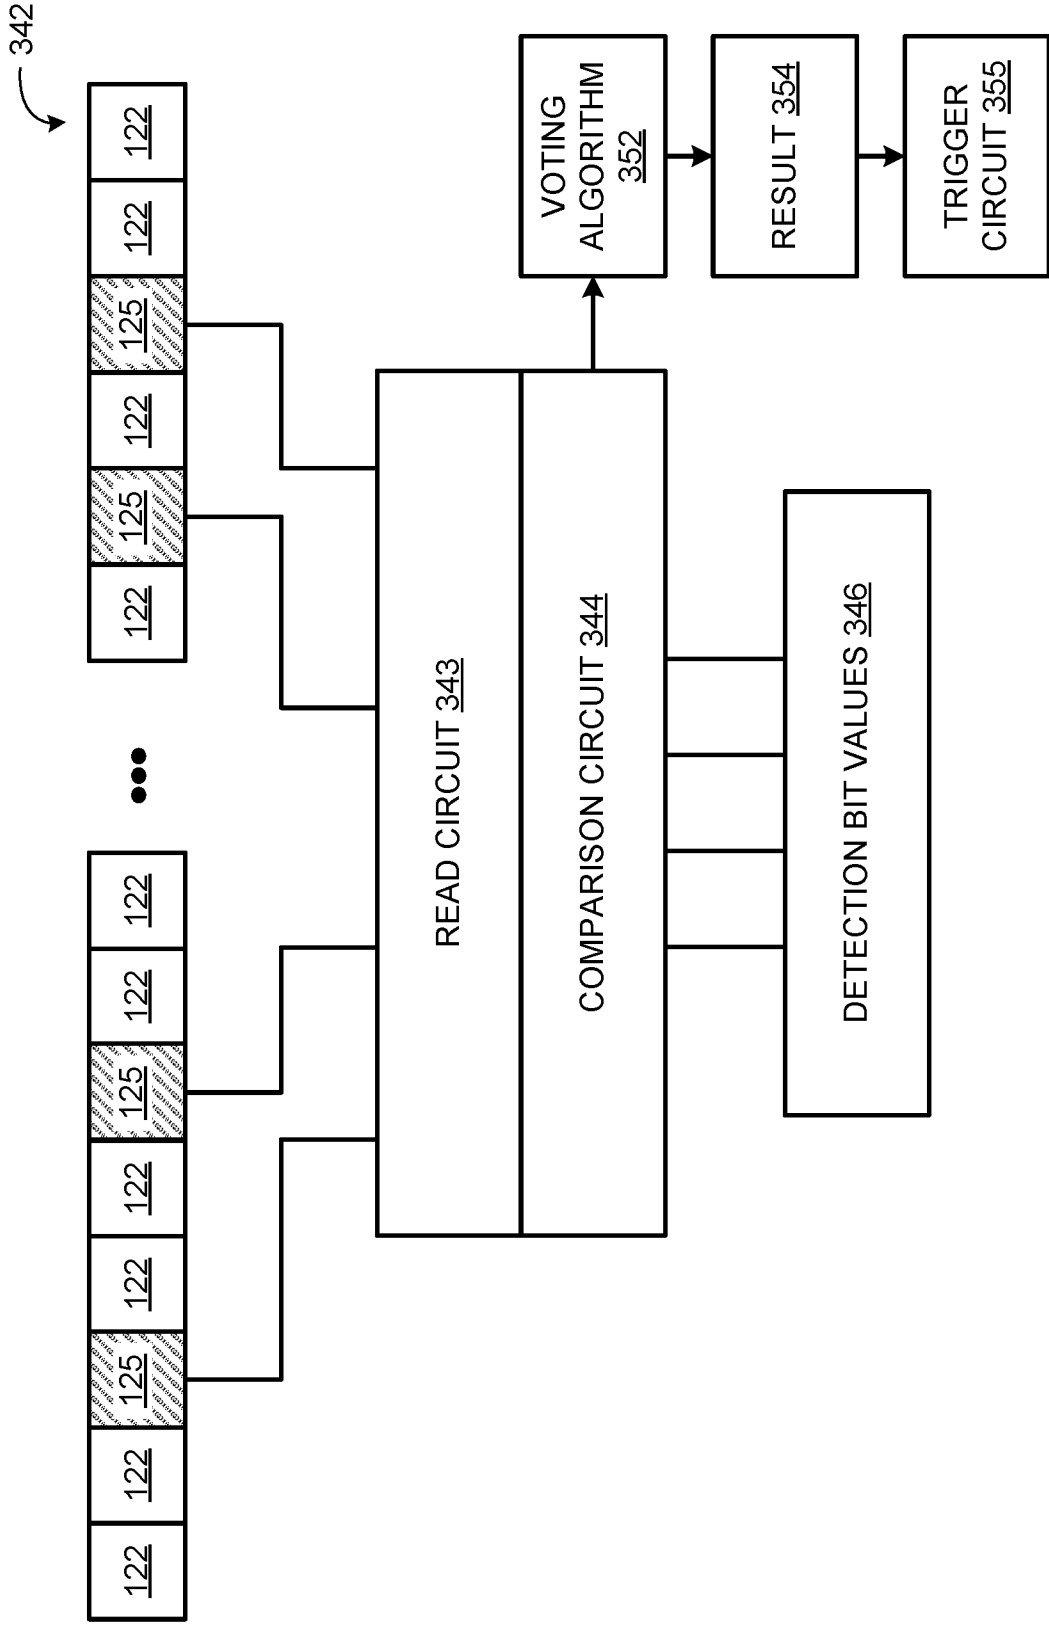 342
122 122 125 122 122 125 122 122 122 125 122 125 122 122
READ CIRCUIT 343
COMPARISON CIRCUIT 344
VOTING
ALGORITHM
352
RESULT 354
DETECTION BIT VALUES 346
TRIGGER
CIRCUIT 355